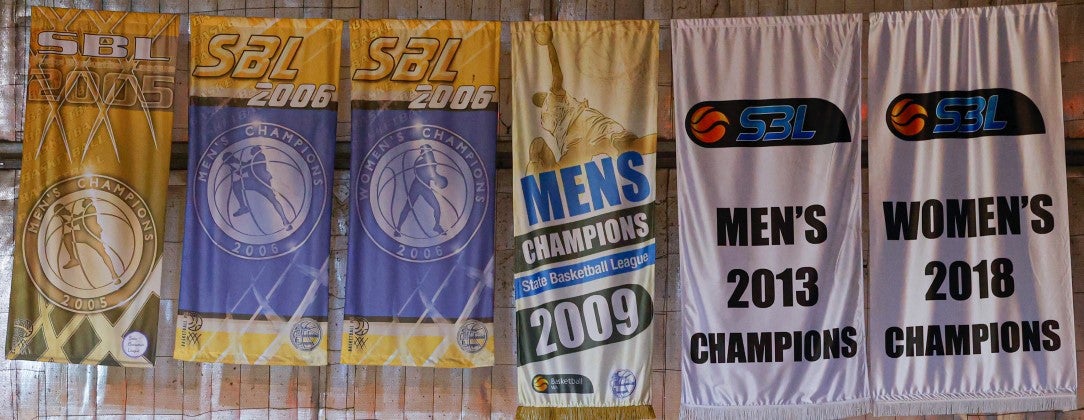 SBL
2005
MEN'S CHAMPIONS
2005
SBL
2006
MEN'S CHAMPIONS
2006
SBL
2006
WOMEN'S CHAMPIONS
2006
MENS
CHAMPIONS
State Basketball League
2009
Basketball
SBL
MEN'S
2013
CHAMPIONS
SBL
WOMEN'S
2018
CHAMPIONS